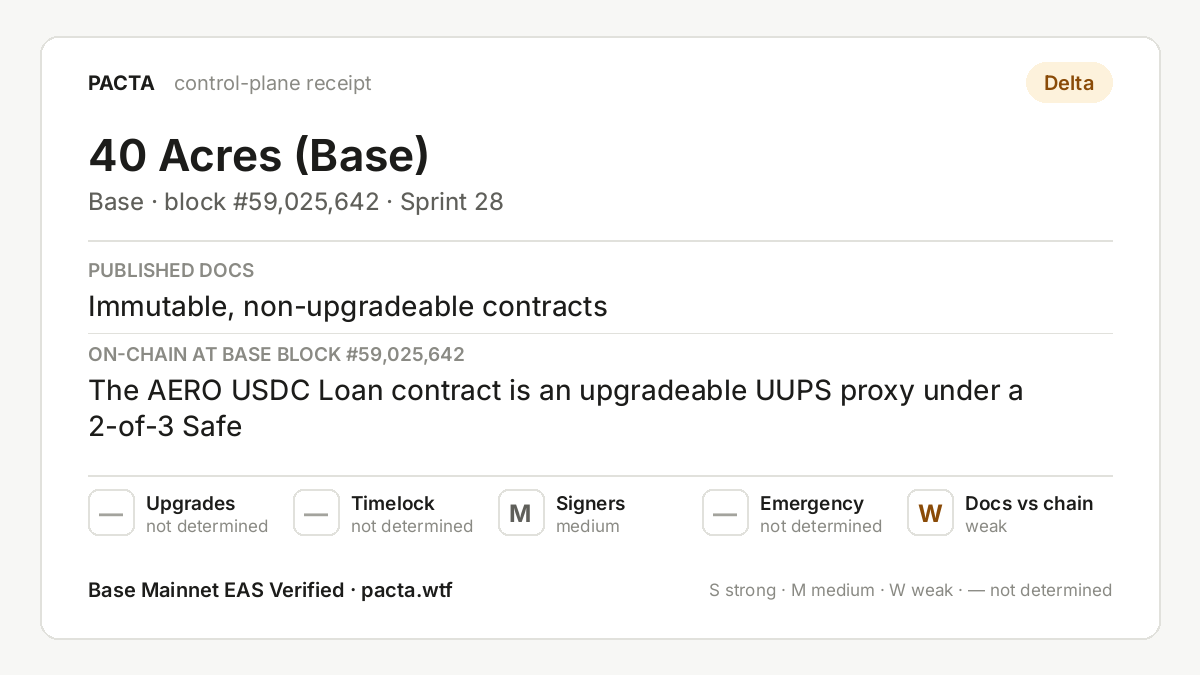 PACTA control-plane receipt Delta
40 Acres (Base)
Base · block #59,025,642 · Sprint 28
PUBLISHED DOCS
Immutable, non-upgradeable contracts
ON-CHAIN AT BASE BLOCK #59,025,642
The AERO USDC Loan contract is an upgradeable UUPS proxy under a
2-of-3 Safe
— Upgrades not determined
— Timelock not determined
M Signers medium
— Emergency not determined
W Docs vs chain weak
Base Mainnet EAS Verified · pacta.wtf
S strong · M medium · W weak · — not determined